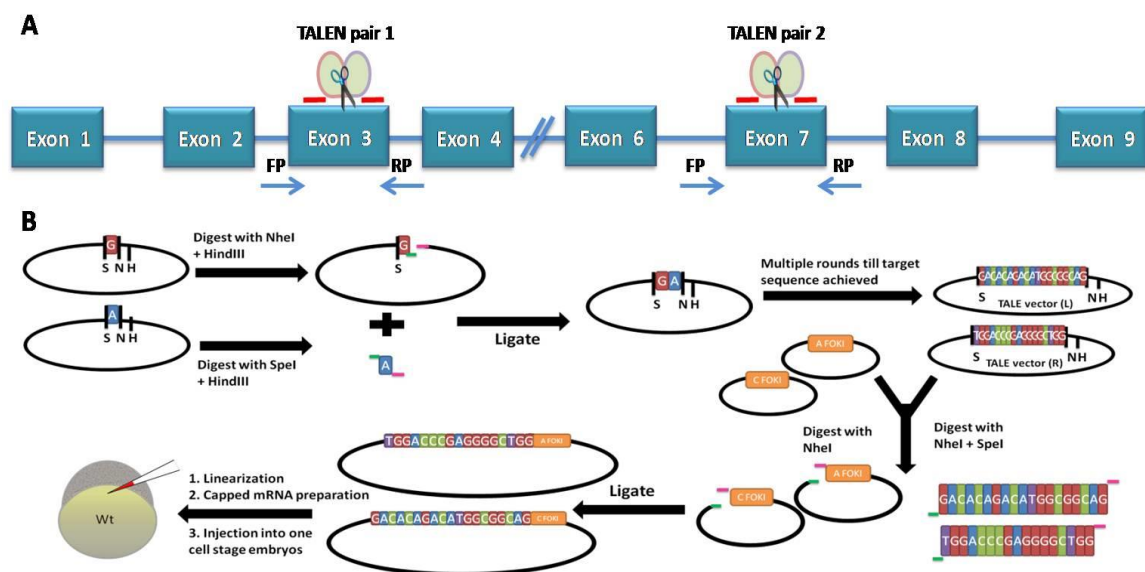 A
TALEN pair 1
TALEN pair 2
Exon 1
Exon 2
Exon 3
Exon 4
Exon 6
Exon 7
Exon 8
Exon 9
FP
RP
FP
RP
B
G
S N H
Digest with NheI
+ HindIII
G
S
A
S N H
Digest with SpeI
+ HindIII
A
Ligate
G A
S N H
Multiple rounds till target
sequence achieved
S
TALE vector (L)
N H
S
TALE vector (R)
N H
A FOKI
C FOKI
Digest with
NheI
Digest with
NheI + SpeI
A FOKI
C FOKI
GACACAGACATGGCGGCAG
TGGACCCGAGGGGCTGG
Ligate
TGGACCCGAGGGGCTGG A FOKI
GACACAGACATGGCGGCAG C FOKI
1. Linearization
2. Capped mRNA preparation
3. Injection into one
cell stage embryos
Wt